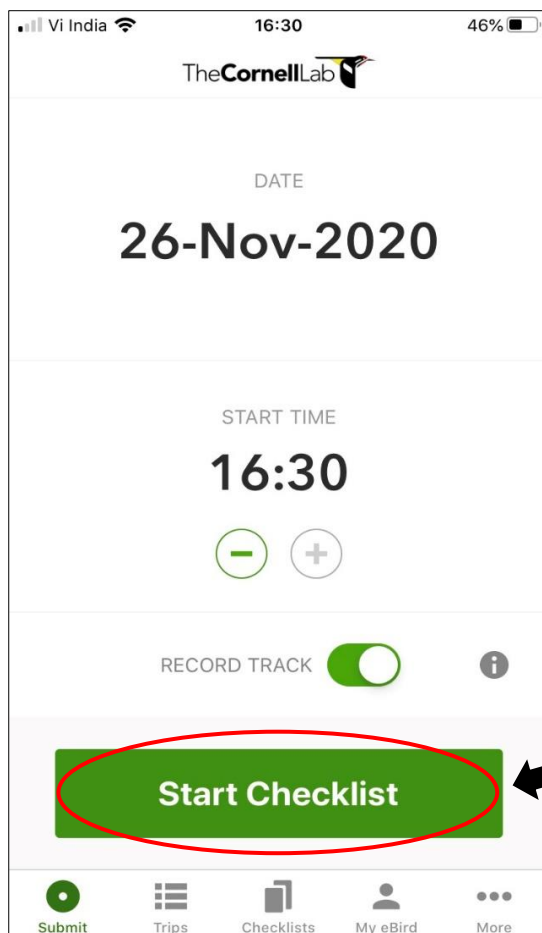 Vi India 16:30 46%
TheCornellLab
DATE
26-Nov-2020
START TIME
16:30
RECORD TRACK
Start Checklist
Submit Trips Checklists My eBird More